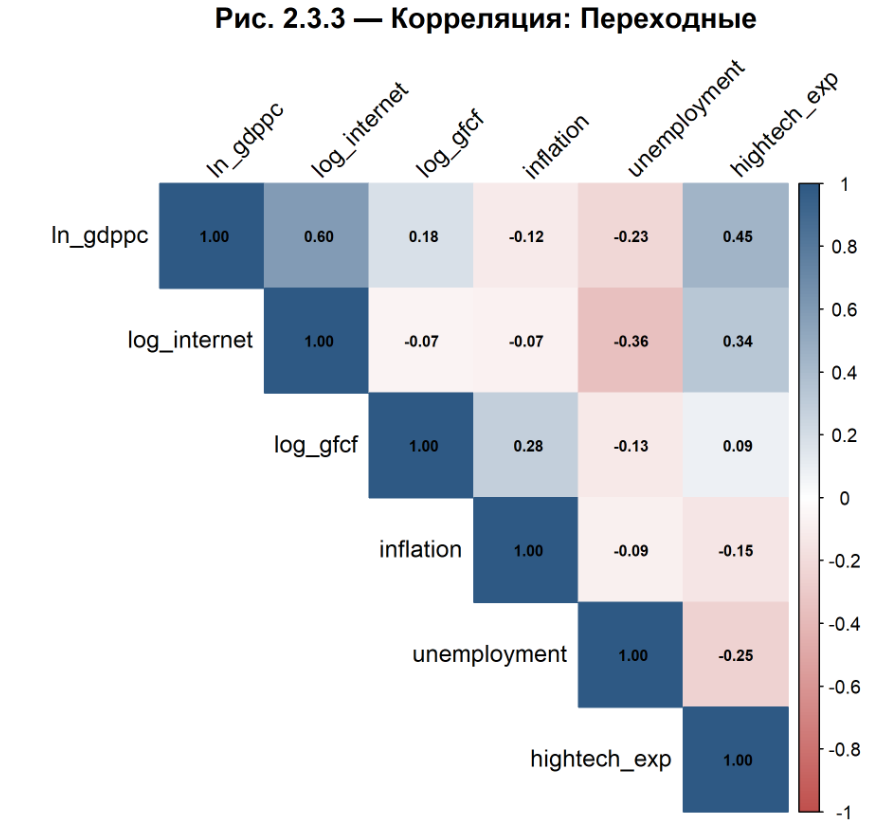 Рис. 2.3.3 — Корреляция: Переходные
ln_gdppc log_internet log_gfcf inflation unemployment hightech_exp
ln_gdppc 1.00 0.60 0.18 -0.12 -0.23 0.45
log_internet 1.00 -0.07 -0.07 -0.36 0.34
log_gfcf 1.00 0.28 -0.13 0.09
inflation 1.00 -0.09 -0.15
unemployment 1.00 -0.25
hightech_exp 1.00
1
0.8
0.6
0.4
0.2
0
-0.2
-0.4
-0.6
-0.8
-1